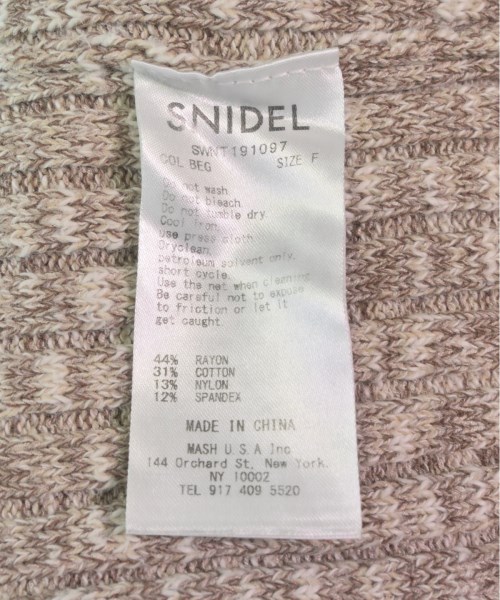 SNIDEL
SWNT191097
COL BEG SIZE F
Do not wash
Do not bleach.
Do not tumble dry.
Cool iron.
use press cloth.
Dryclean.
petroleum solvent only.
short cycle.
Use the net when cleaning
Be careful not to expose
to friction or let it
get caught.
44% RAYON
31% COTTON
13% NYLON
12% SPANDEX
MADE IN CHINA
MASH U.S.A Inc
144 Orchard St, New York.
NY 10002
TEL 917 409 5520